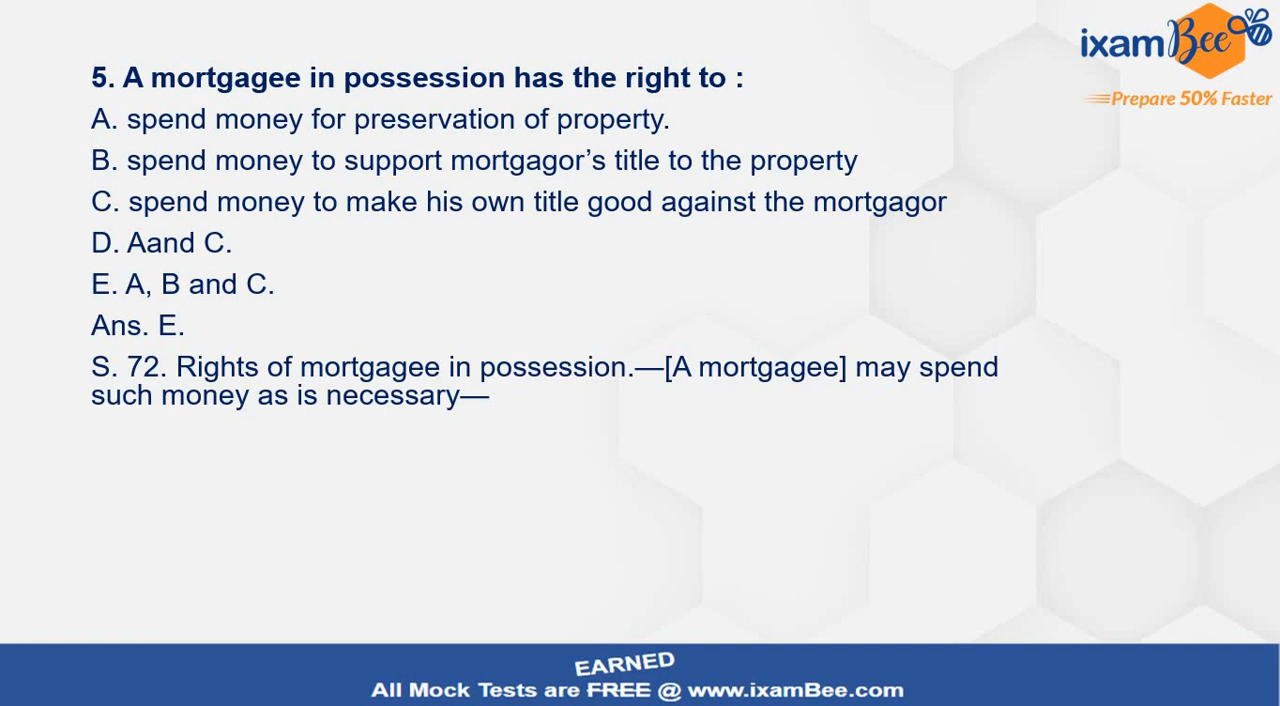 ixamBee
Prepare 50% Faster
5. A mortgagee in possession has the right to :
A. spend money for preservation of property.
B. spend money to support mortgagor’s title to the property
C. spend money to make his own title good against the mortgagor
D. Aand C.
E. A, B and C.
Ans. E.
S. 72. Rights of mortgagee in possession.—[A mortgagee] may spend
such money as is necessary—
EARNED
All Mock Tests are FREE @ www.ixamBee.com